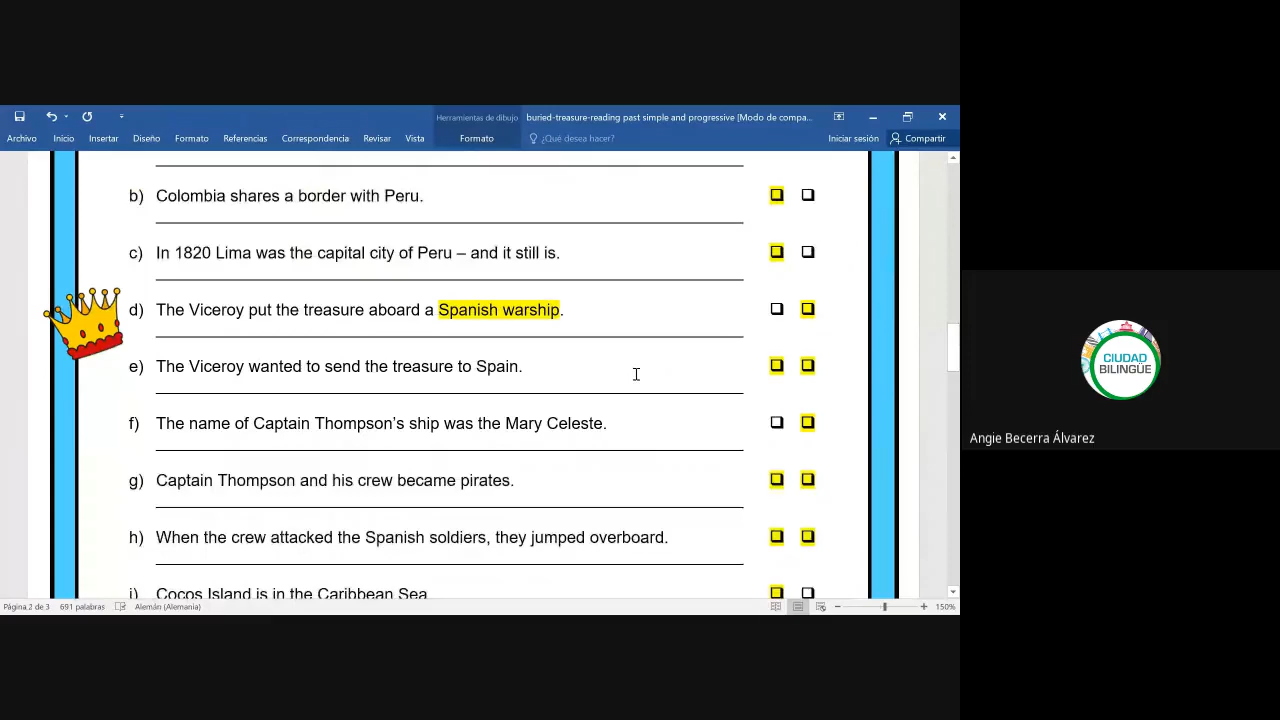 Herramientas de dibujo
buried-treasure-reading past simple and progressive [Modo de compa...
Archivo Inicio Insertar Diseño Formato Referencias Correspondencia Revisar Vista Formato ¿Qué desea hacer? Iniciar sesión Compartir
b) Colombia shares a border with Peru.
c) In 1820 Lima was the capital city of Peru – and it still is.
d) The Viceroy put the treasure aboard a Spanish warship.
e) The Viceroy wanted to send the treasure to Spain.
f) The name of Captain Thompson’s ship was the Mary Celeste.
g) Captain Thompson and his crew became pirates.
h) When the crew attacked the Spanish soldiers, they jumped overboard.
i) Cocos Island is in the Caribbean Sea.
Página 2 de 3 691 palabras Alemán (Alemania) 150%
CIUDAD
BILINGÜE
Angie Becerra Álvarez